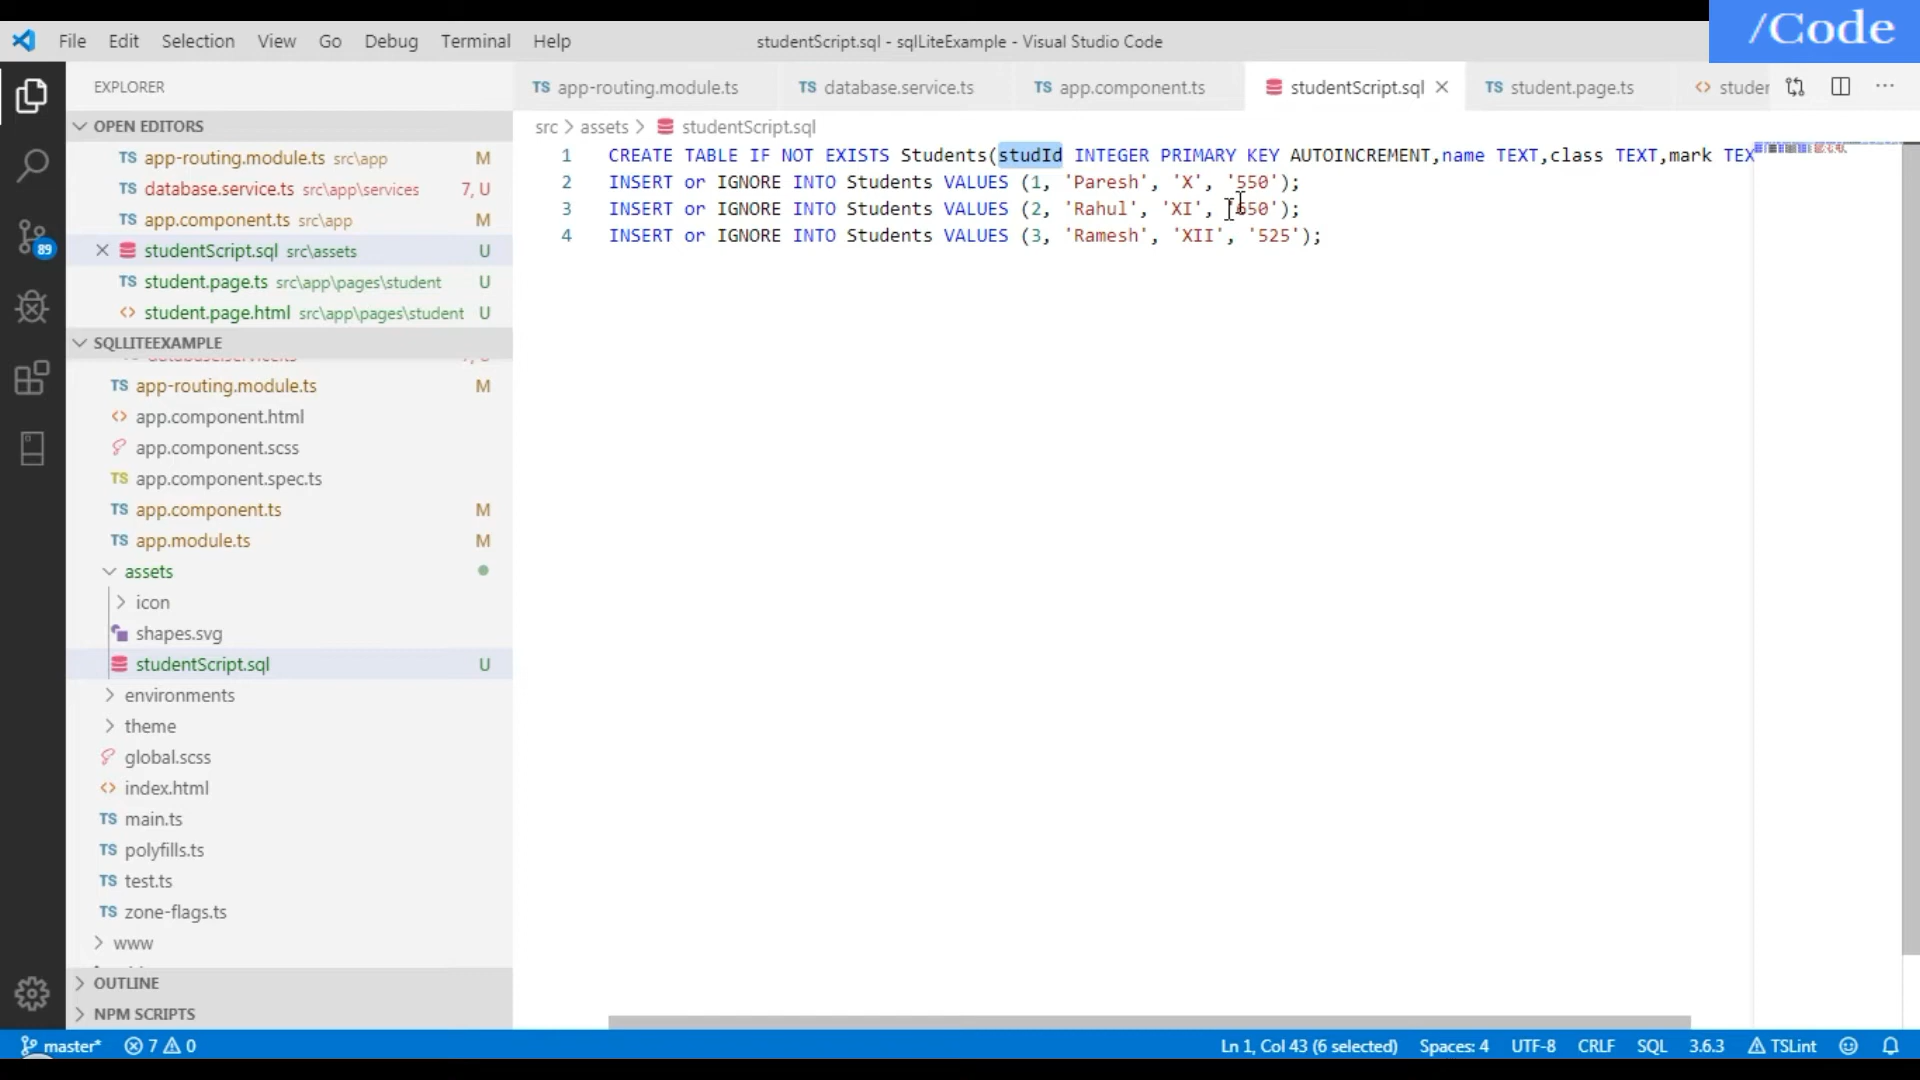 /Code
File Edit Selection View Go Debug Terminal Help
studentScript.sql - sqlLiteExample - Visual Studio Code
EXPLORER
OPEN EDITORS
TS app-routing.module.ts src\app M
TS database.service.ts src\app\services 7, U
TS app.component.ts src\app M
studentScript.sql src\assets U
TS student.page.ts src\app\pages\student U
<> student.page.html src\app\pages\student U
SQLLITEEXAMPLE
database.service.ts 7, U
TS app-routing.module.ts M
<> app.component.html
app.component.scss
TS app.component.spec.ts
TS app.component.ts M
TS app.module.ts M
assets
icon
shapes.svg
studentScript.sql U
environments
theme
global.scss
<> index.html
TS main.ts
TS polyfills.ts
TS test.ts
TS zone-flags.ts
www
OUTLINE
NPM SCRIPTS
89
TS app-routing.module.ts TS database.service.ts TS app.component.ts studentScript.sql TS student.page.ts <> studer
src > assets > studentScript.sql
1 CREATE TABLE IF NOT EXISTS Students(studId INTEGER PRIMARY KEY AUTOINCREMENT,name TEXT,class TEXT,mark TEX
2 INSERT or IGNORE INTO Students VALUES (1, 'Paresh', 'X', '550');
3 INSERT or IGNORE INTO Students VALUES (2, 'Rahul', 'XI', '650');
4 INSERT or IGNORE INTO Students VALUES (3, 'Ramesh', 'XII', '525');
master* 7 0 Ln 1, Col 43 (6 selected) Spaces: 4 UTF-8 CRLF SQL 3.6.3 TSLint